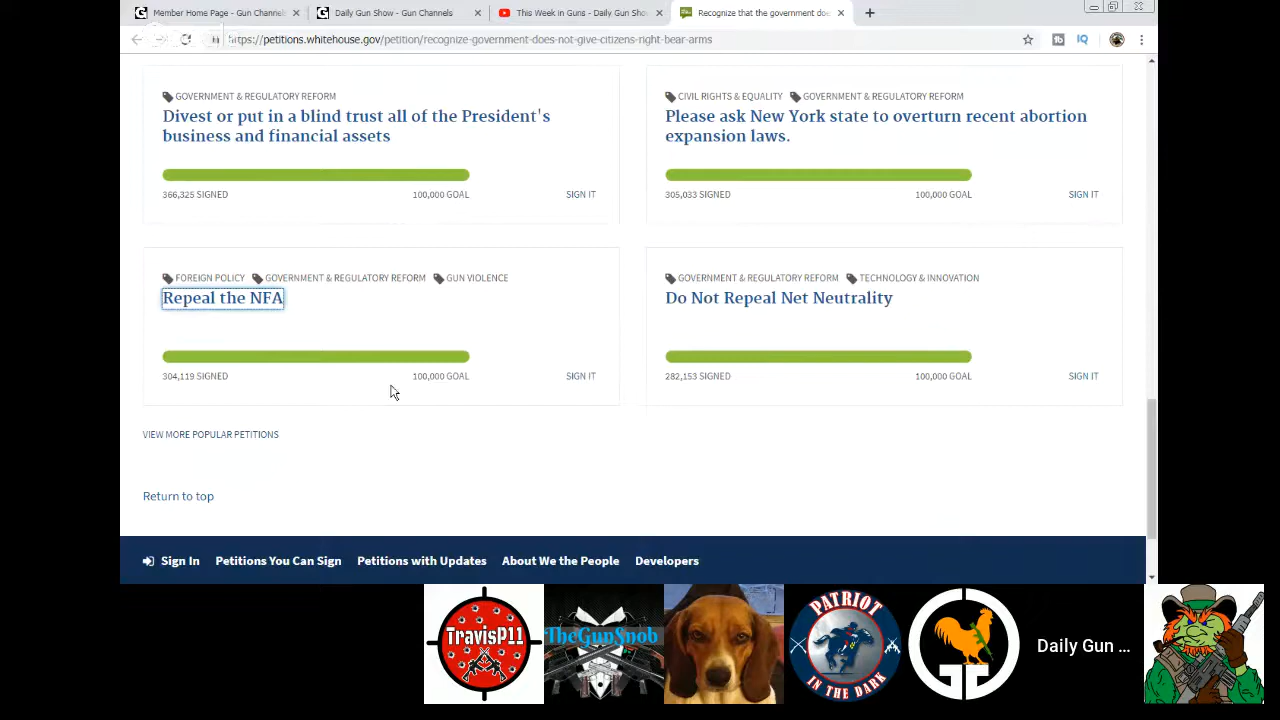 Member Home Page - Gun Channels
Daily Gun Show - Gun Channels
This Week in Guns - Daily Gun Sho
Recognize that the government doe
https://petitions.whitehouse.gov/petition/recognize-government-does-not-give-citizens-right-bear-arms
GOVERNMENT & REGULATORY REFORM
Divest or put in a blind trust all of the President's
business and financial assets
366,325 SIGNED
100,000 GOAL
SIGN IT
CIVIL RIGHTS & EQUALITY GOVERNMENT & REGULATORY REFORM
Please ask New York state to overturn recent abortion
expansion laws.
305,033 SIGNED
100,000 GOAL
SIGN IT
FOREIGN POLICY GOVERNMENT & REGULATORY REFORM GUN VIOLENCE
Repeal the NFA
304,119 SIGNED
100,000 GOAL
SIGN IT
GOVERNMENT & REGULATORY REFORM TECHNOLOGY & INNOVATION
Do Not Repeal Net Neutrality
282,153 SIGNED
100,000 GOAL
SIGN IT
VIEW MORE POPULAR PETITIONS
Return to top
Sign In Petitions You Can Sign Petitions with Updates About We the People Developers
TravisP11
TheGunSnob
PATRIOT
IN THE DARK
GG
Daily Gun ...